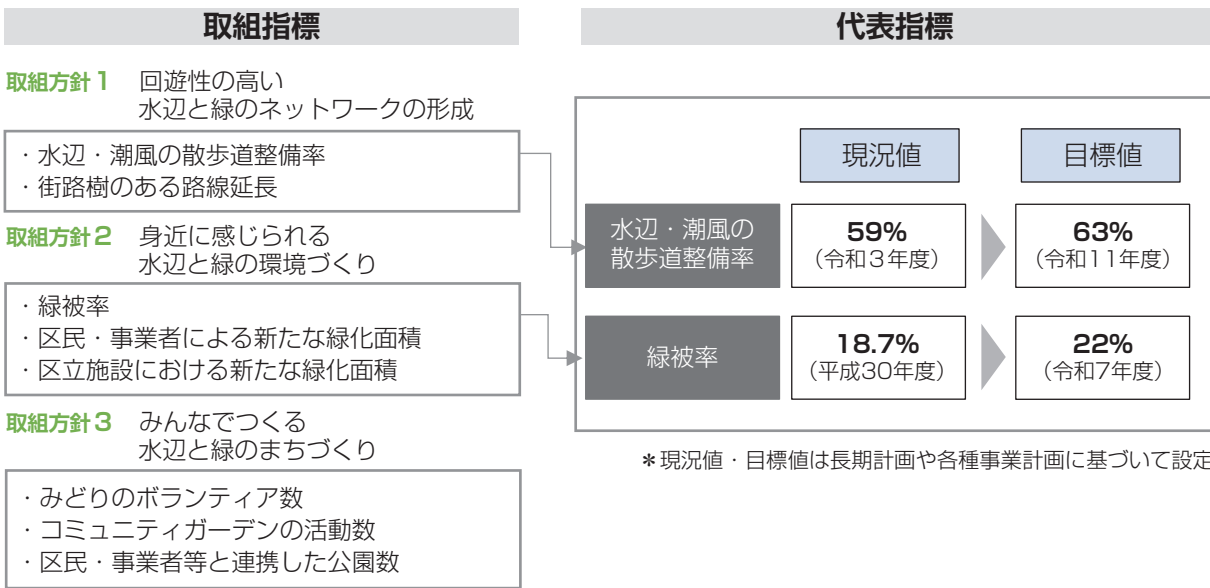 取組指標
取組方針1 回遊性の高い
水辺と緑のネットワークの形成
・水辺・潮風の散歩道整備率
・街路樹のある路線延長
取組方針2 身近に感じられる
水辺と緑の環境づくり
・緑被率
・区民・事業者による新たな緑化面積
・区立施設における新たな緑化面積
取組方針3 みんなでつくる
水辺と緑のまちづくり
・みどりのボランティア数
・コミュニティガーデンの活動数
・区民・事業者等と連携した公園数
代表指標
現況値 目標値
水辺・潮風の
散歩道整備率
59%
（令和3年度）
63%
（令和11年度）
緑被率
18.7%
（平成30年度）
22%
（令和7年度）
＊現況値・目標値は長期計画や各種事業計画に基づいて設定